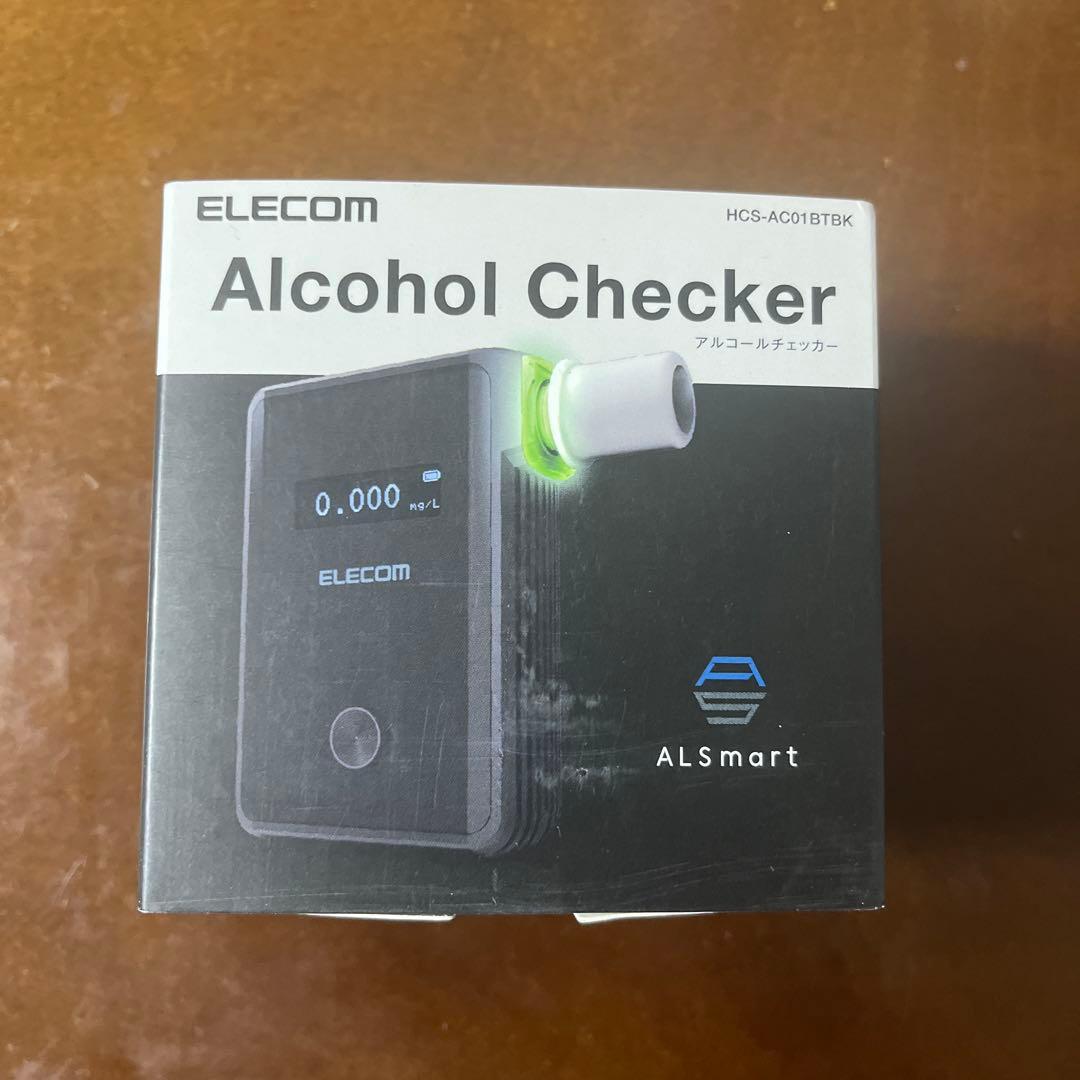 ELECOM
HCS-AC01BTBK
Alcohol Checker
アルコールチェッカー
0.000 mg/L
ELECOM
AS
ALSmart